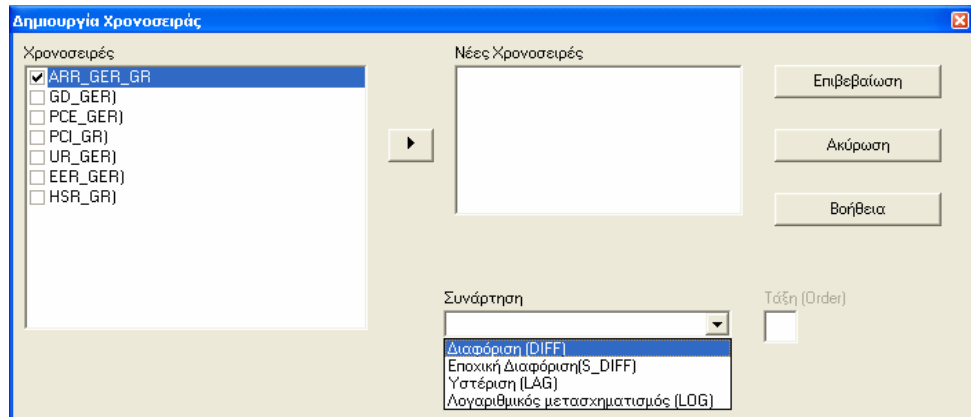 Δημιουργία Χρονοσειράς
Χρονοσειρές
ARR_GER_GR
GD_GER)
PCE_GER)
PCI_GR)
UR_GER)
EER_GER)
HSR_GR)
Νέες Χρονοσειρές
Επιβεβαίωση
Ακύρωση
Βοήθεια
Συνάρτηση
Τάξη (Order)
Διαφόριση (DIFF)
Εποχική Διαφόριση(S_DIFF)
Υστέριση (LAG)
Λογαριθμικός μετασχηματισμός (LOG)